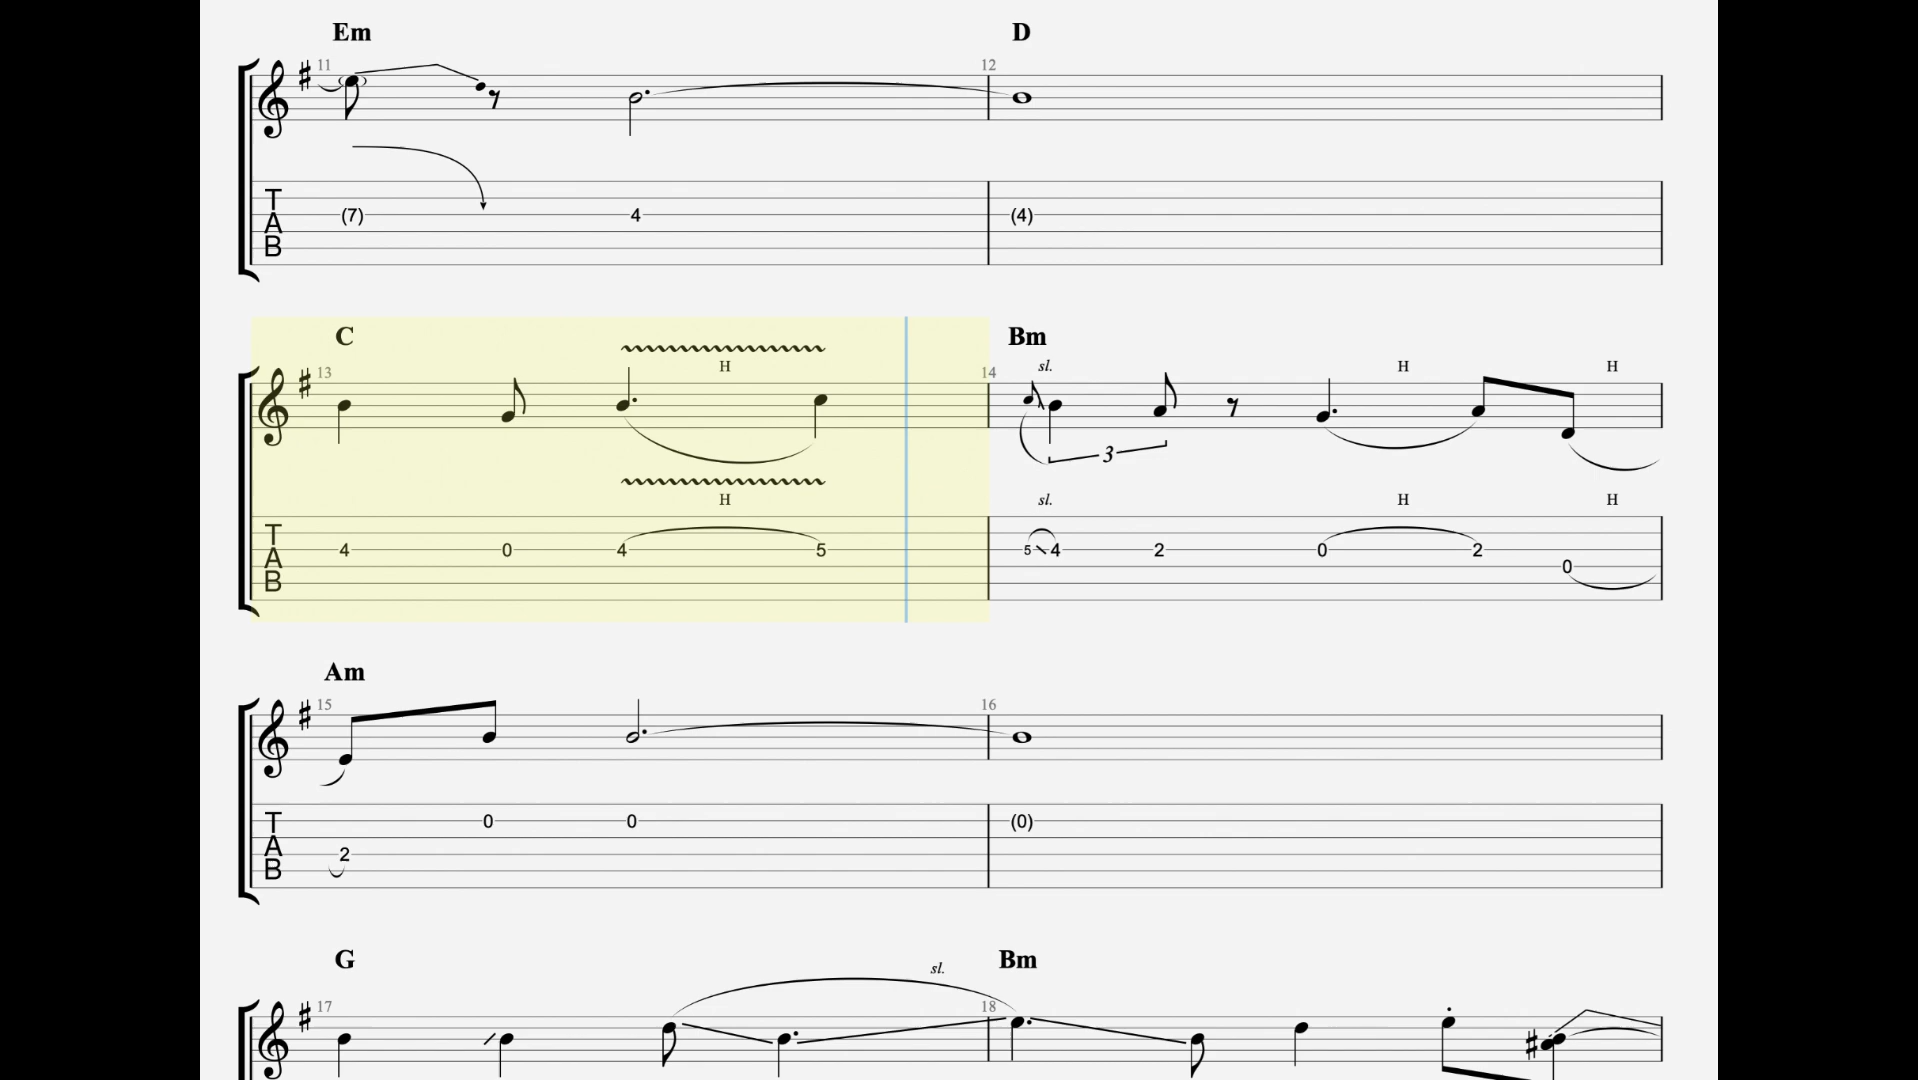 Em D
11 12
T
A
B
(7) 4 (4)
C Bm
H sl. H H
13 14
3
H sl. H H
T
A
B
4 0 4 5 5 4 2 0 2 0
Am
15 16
T
A
B
0 0 (0)
2
G Bm
sl.
17 18